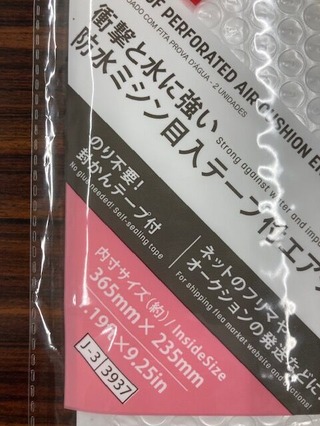 OF PERFORATED AIR CUSHION
COM FITA PROVA D'ÁGUA - 2 UNIDADES
衝撃と水に強い
Strong against water and
防水ミシン目入テープ付エア
のり不要!
封かんテープ付
No glue needed! Self-sealing tape
ネットのフリマや
オークションの発送などに
For shipping flea market website and
内寸サイズ(約)/InsideSize
365mm×235mm
.19in×9.25in
J-3 3937